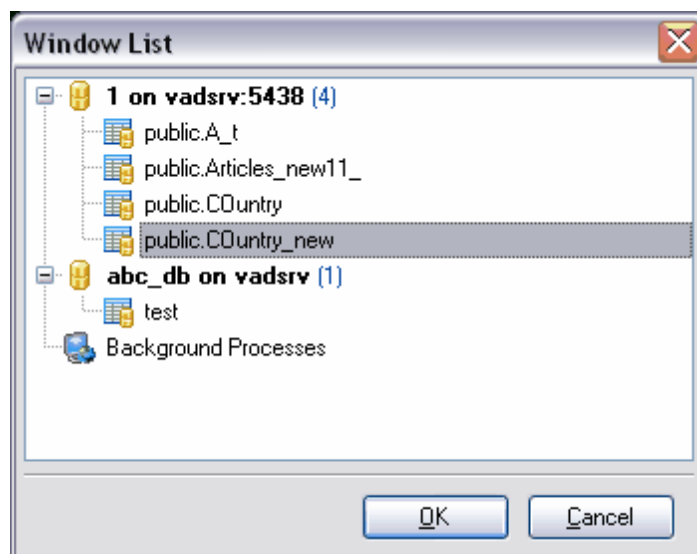 Window List
1 on vadsrv:5438 (4)
public.A_t
public.Articles_new11_
public.COuntry
public.COuntry_new
abc_db on vadsrv (1)
test
Background Processes
OK Cancel